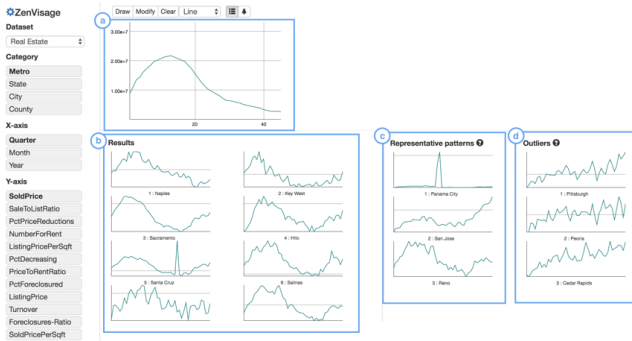 ZenVisage
Dataset
Real Estate
Category
Metro
State
City
County
X-axis
Quarter
Month
Year
Y-axis
SoldPrice
SaleToListRatio
PctPriceReductions
NumberForRent
ListingPricePerSqft
PctDecreasing
PriceToRentRatio
PctForeclosured
ListingPrice
Turnover
Foreclosures-Ratio
SoldPricePerSqft
Draw Modify Clear Line
a
3.00e+7
2.00e+7
1.00e+7
20 40
b
Results
1 : Naples
2 : Key West
3 : Sacramento
4 : Hilo
5 : Santa Cruz
6 : Salinas
c
Representative patterns ?
1 : Panama City
2 : San Jose
3 : Reno
d
Outliers ?
1 : Pittsburgh
2 : Peoria
3 : Cedar Rapids